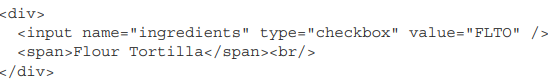 <div>
  <input name="ingredients" type="checkbox" value="FLTO" />
  <span>Flour Tortilla</span><br/>
</div>